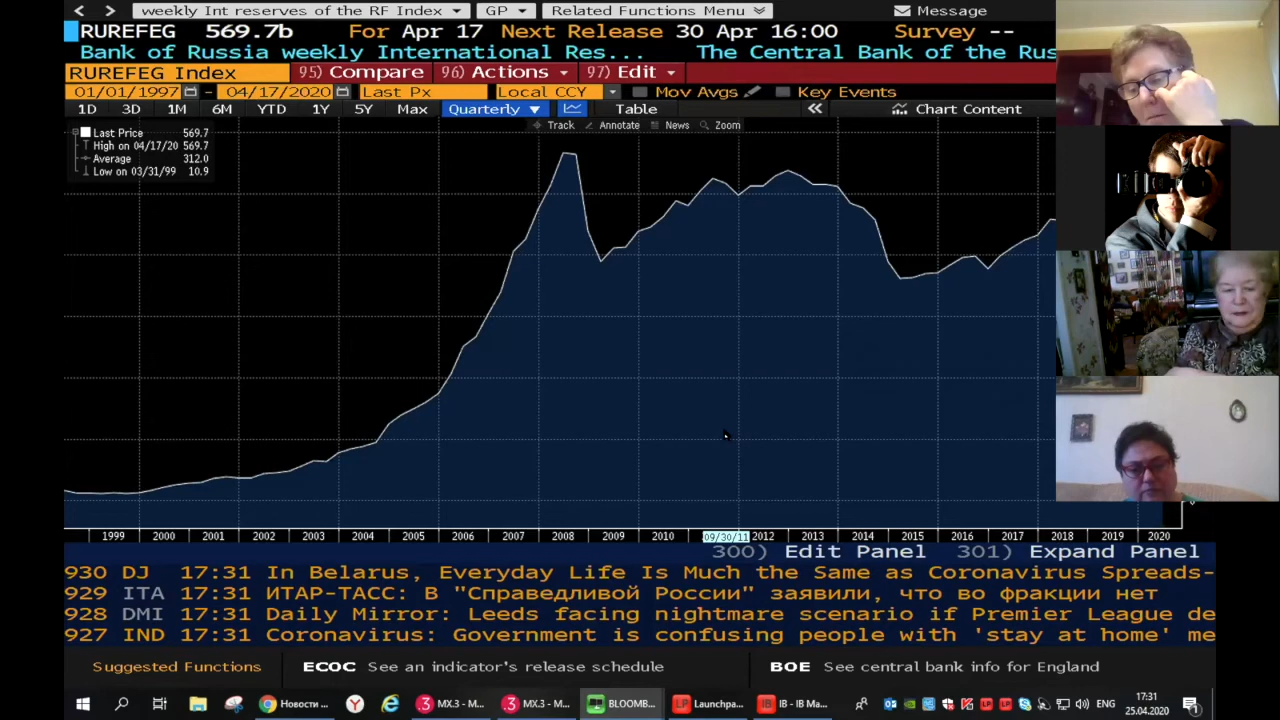 weekly Int reserves of the RF Index GP Related Functions Menu Message
RUREFEG 569.7b For Apr 17 Next Release 30 Apr 16:00 Survey --
Bank of Russia weekly International Res... The Central Bank of the Rus
RUREFEG Index 95) Compare 96) Actions 97) Edit
01/01/1997 - 04/17/2020 Last Px Local CCY Mov Avgs Key Events
1D 3D 1M 6M YTD 1Y 5Y Max Quarterly Table Chart Content
Track Annotate News Zoom
Last Price 569.7
High on 04/17/20 569.7
Average 312.0
Low on 03/31/99 10.9
1999 2000 2001 2002 2003 2004 2005 2006 2007 2008 2009 2010 09/30/11 2012 2013 2014 2015 2016 2017 2018 2019 2020
300) Edit Panel 301) Expand Panel
930 DJ 17:31 In Belarus, Everyday Life Is Much the Same as Coronavirus Spreads-
929 ITA 17:31 ИТАР-ТАСС: В "Справедливой России" заявили, что во фракции нет
928 DMI 17:31 Daily Mirror: Leeds facing nightmare scenario if Premier League de
927 IND 17:31 Coronavirus: Government is confusing people with 'stay at home' me
Suggested Functions ECOC See an indicator's release schedule BOE See central bank info for England
Новости ... MX.3 - M... MX.3 - M... BLOOMB... Launchpa... IB - IB Ma... ENG 17:31
25.04.2020